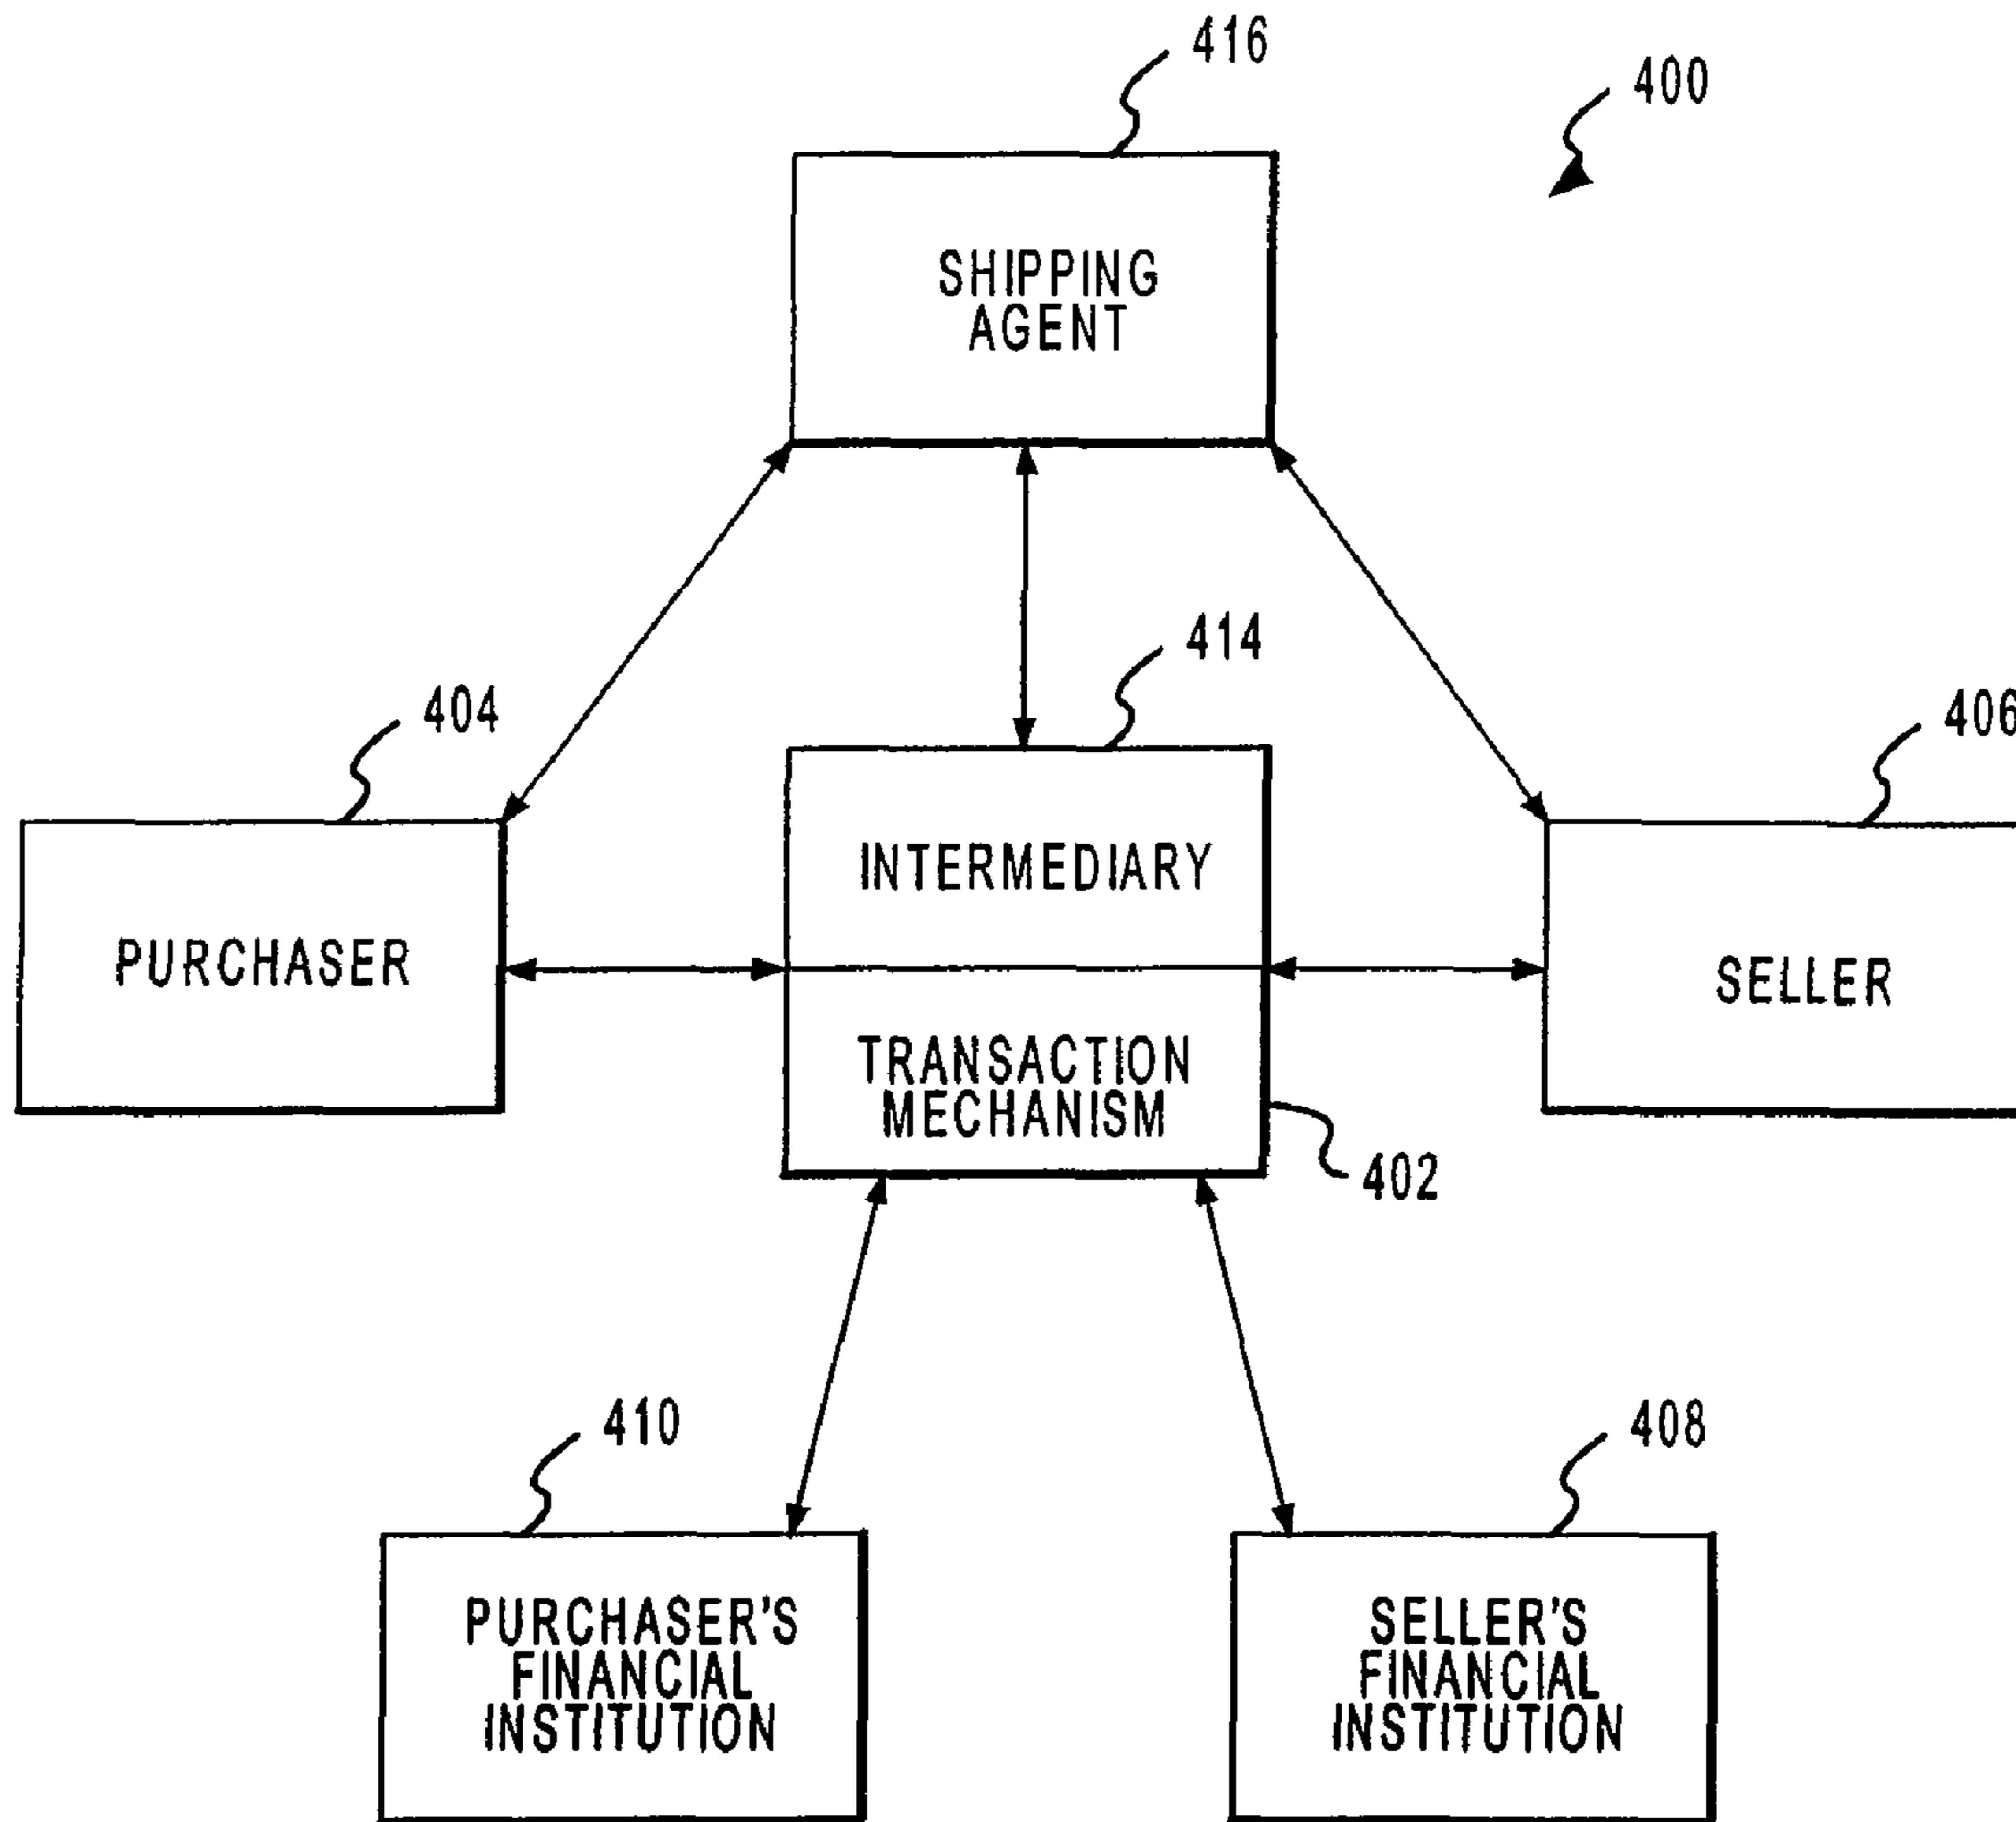 416
400
SHIPPING
AGENT
414
404
406
INTERMEDIARY
PURCHASER
SELLER
TRANSACTION
MECHANISM
402
410
408
PURCHASER'S
FINANCIAL
INSTITUTION
SELLER'S
FINANCIAL
INSTITUTION